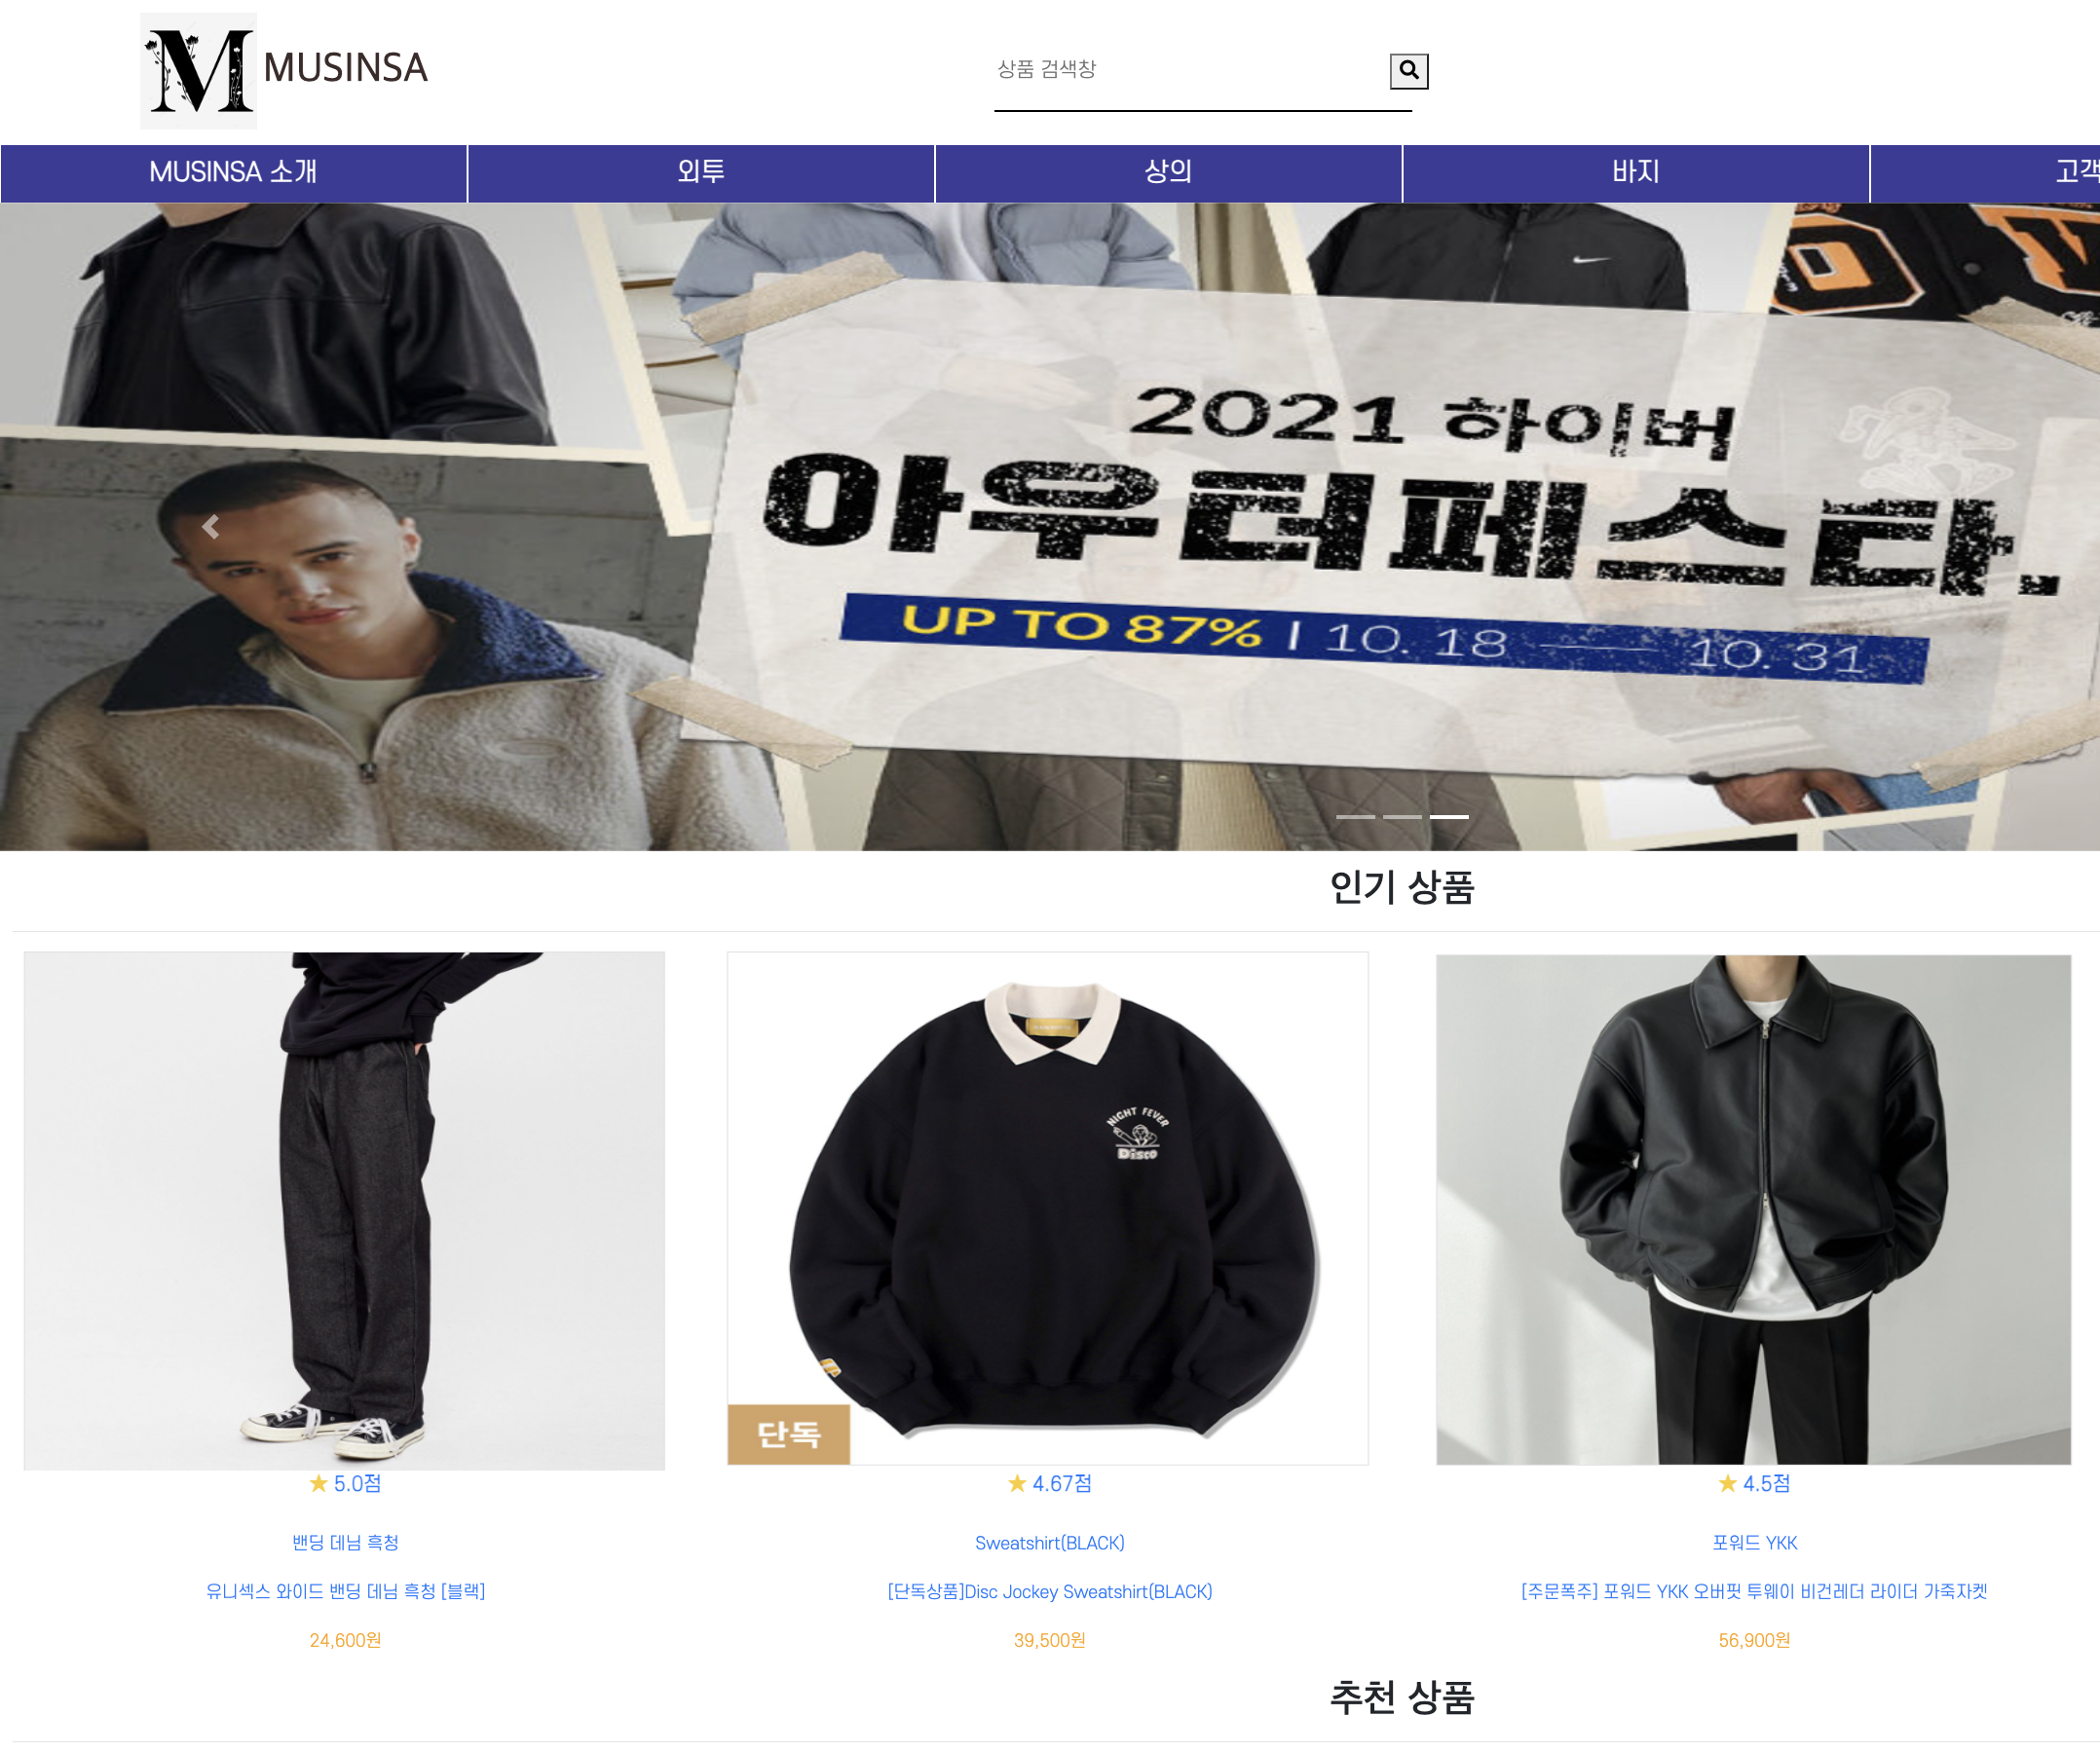 M MUSINSA
상품 검색창
MUSINSA 소개
외투
상의
바지
고객
2021 하이버
아우터페스타.
UP TO 87% | 10. 18 — 10. 31
인기 상품
NIGHT FEVER
Disco
단독
★ 5.0점
★ 4.67점
★ 4.5점
밴딩 데님 흑청
Sweatshirt(BLACK)
포워드 YKK
유니섹스 와이드 밴딩 데님 흑청 [블랙]
[단독상품]Disc Jockey Sweatshirt(BLACK)
[주문폭주] 포워드 YKK 오버핏 투웨이 비건레더 라이더 가죽자켓
24,600원
39,500원
56,900원
추천 상품